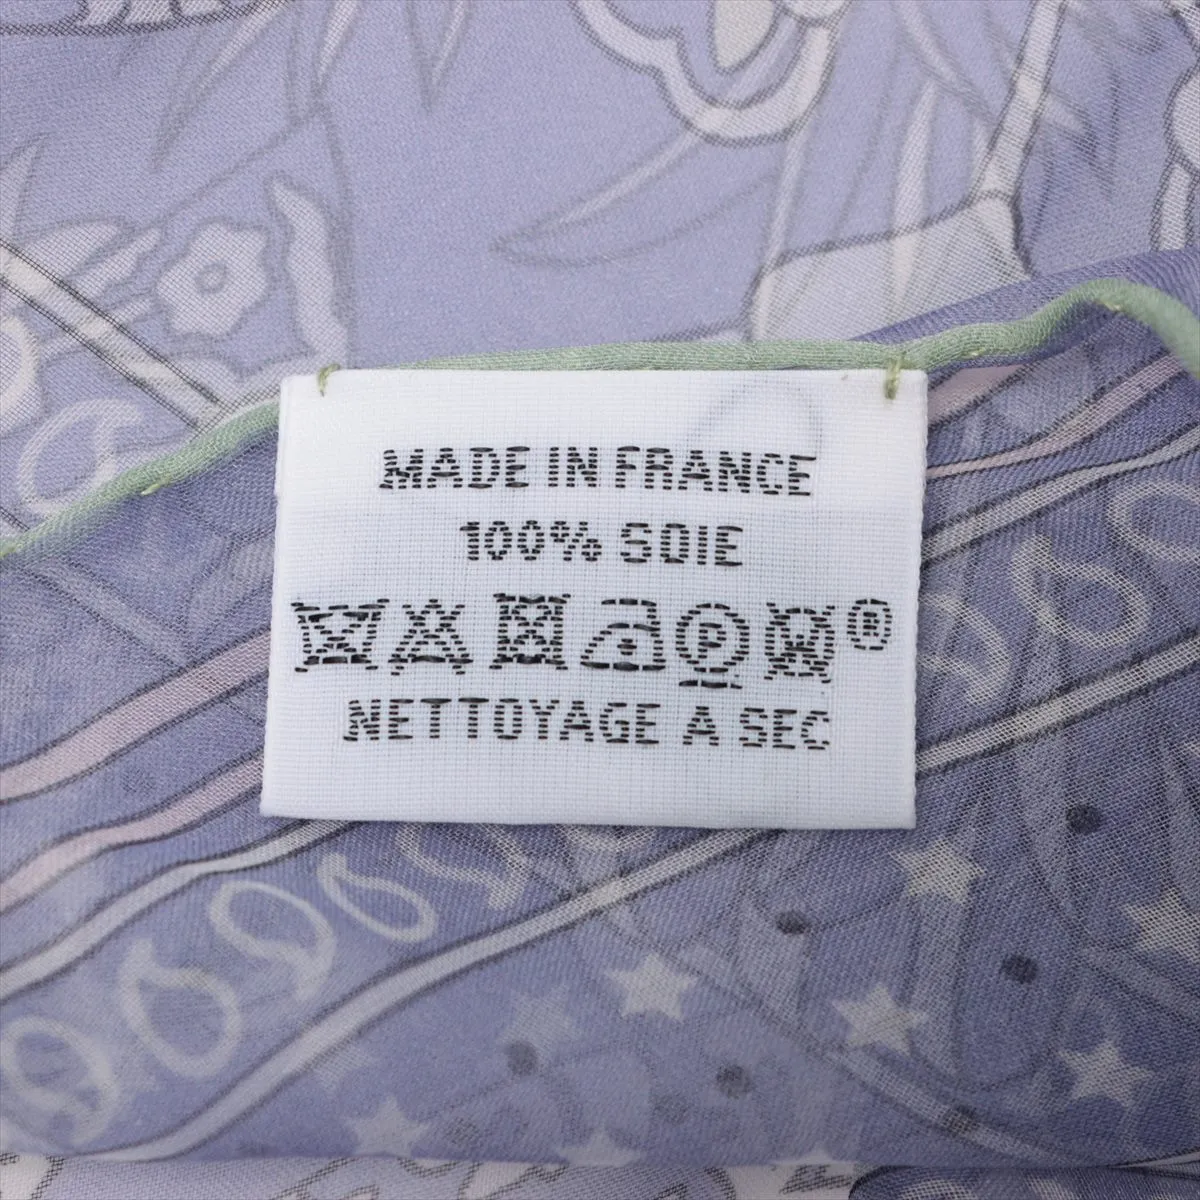 MADE IN FRANCE
100% SOIE
P ®
NETTOYAGE A SEC